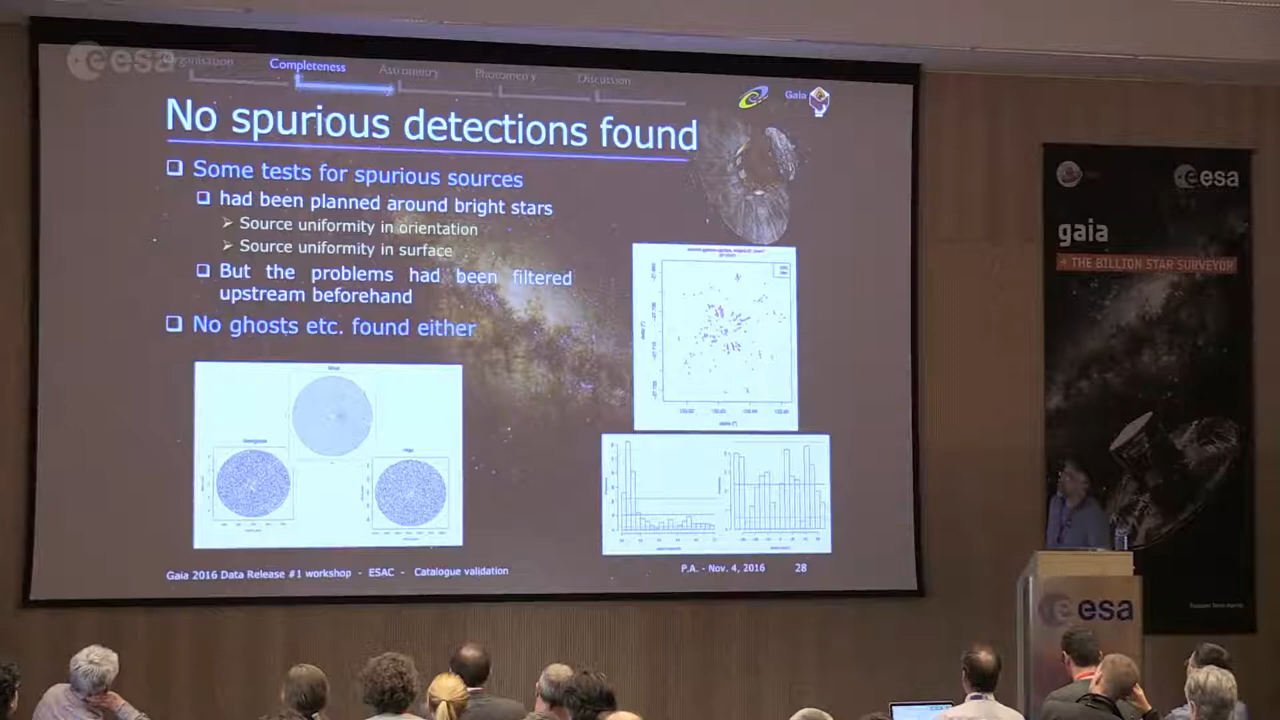 esa
Organisation Completeness Astrometry Photometry Discussion
Gaia
No spurious detections found
Some tests for spurious sources
had been planned around bright stars
Source uniformity in orientation
Source uniformity in surface
But the problems had been filtered
upstream beforehand
No ghosts etc. found either
Gaia 2016 Data Release #1 workshop - ESAC - Catalogue validation
P.A. - Nov. 4, 2016 28
esa
gaia
+ THE BILLION STAR SURVEYOR
esa